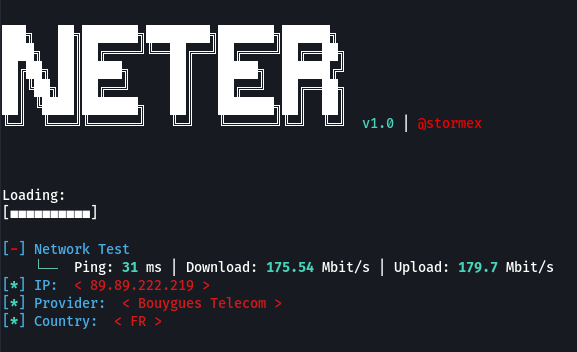 NETER
v1.0 | @stormex
Loading:
[■■■■■■■■■■]
[-] Network Test
└── Ping: 31 ms | Download: 175.54 Mbit/s | Upload: 179.7 Mbit/s
[*] IP: < 89.89.222.219 >
[*] Provider: < Bouygues Telecom >
[*] Country: < FR >